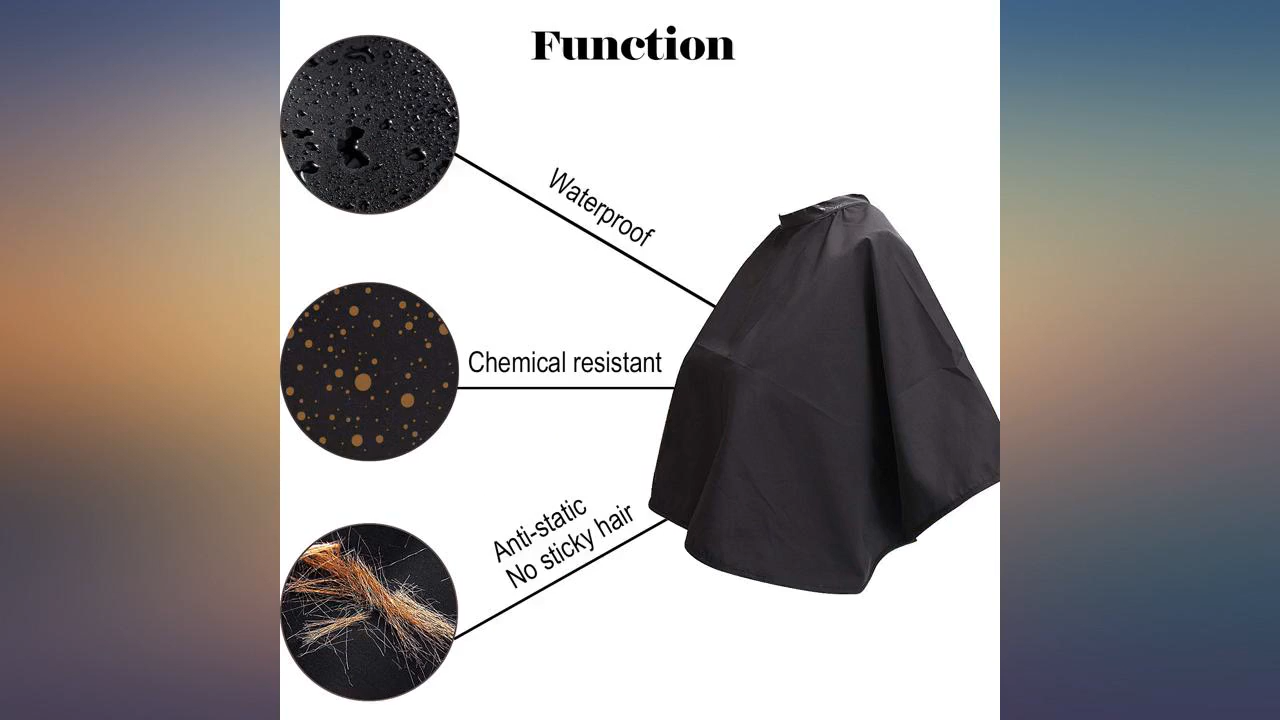 Function
Waterproof
Chemical resistant
Anti-static
No sticky hair